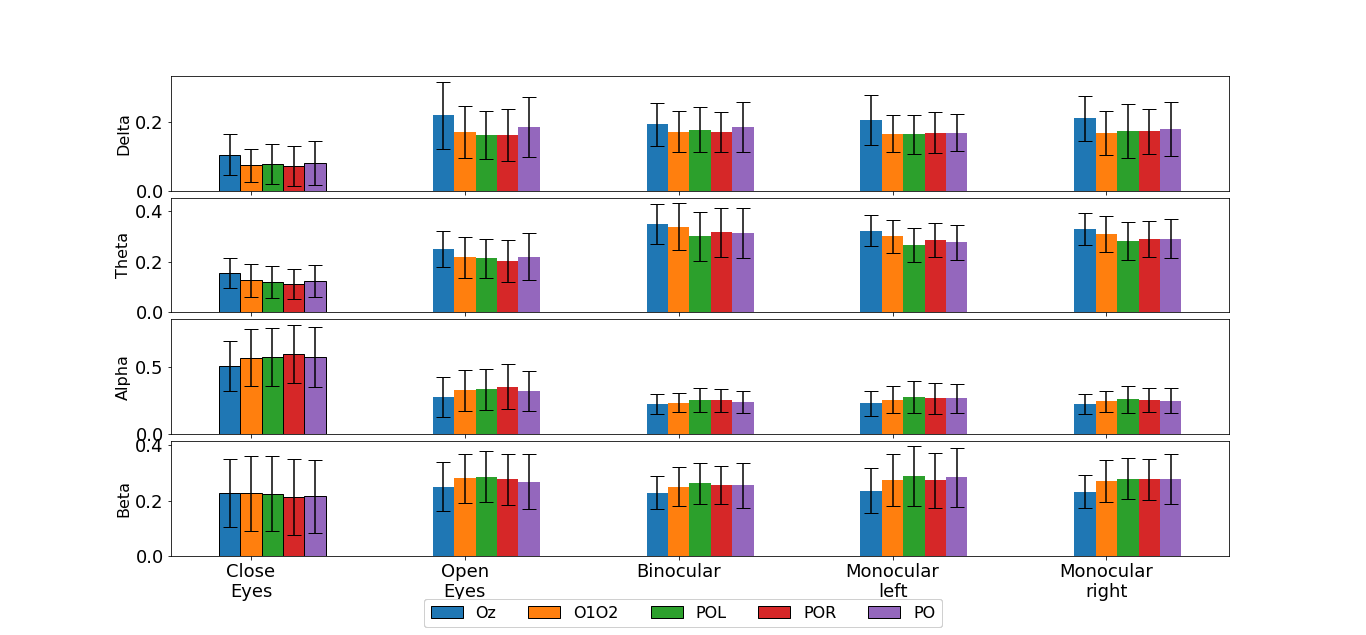 Delta
0.2
0.0
Theta
0.4
0.2
0.0
Alpha
0.5
0.0
Beta
0.4
0.2
0.0
Close
Eyes
Open
Eyes
Binocular
Monocular
left
Monocular
right
Oz
O1O2
POL
POR
PO